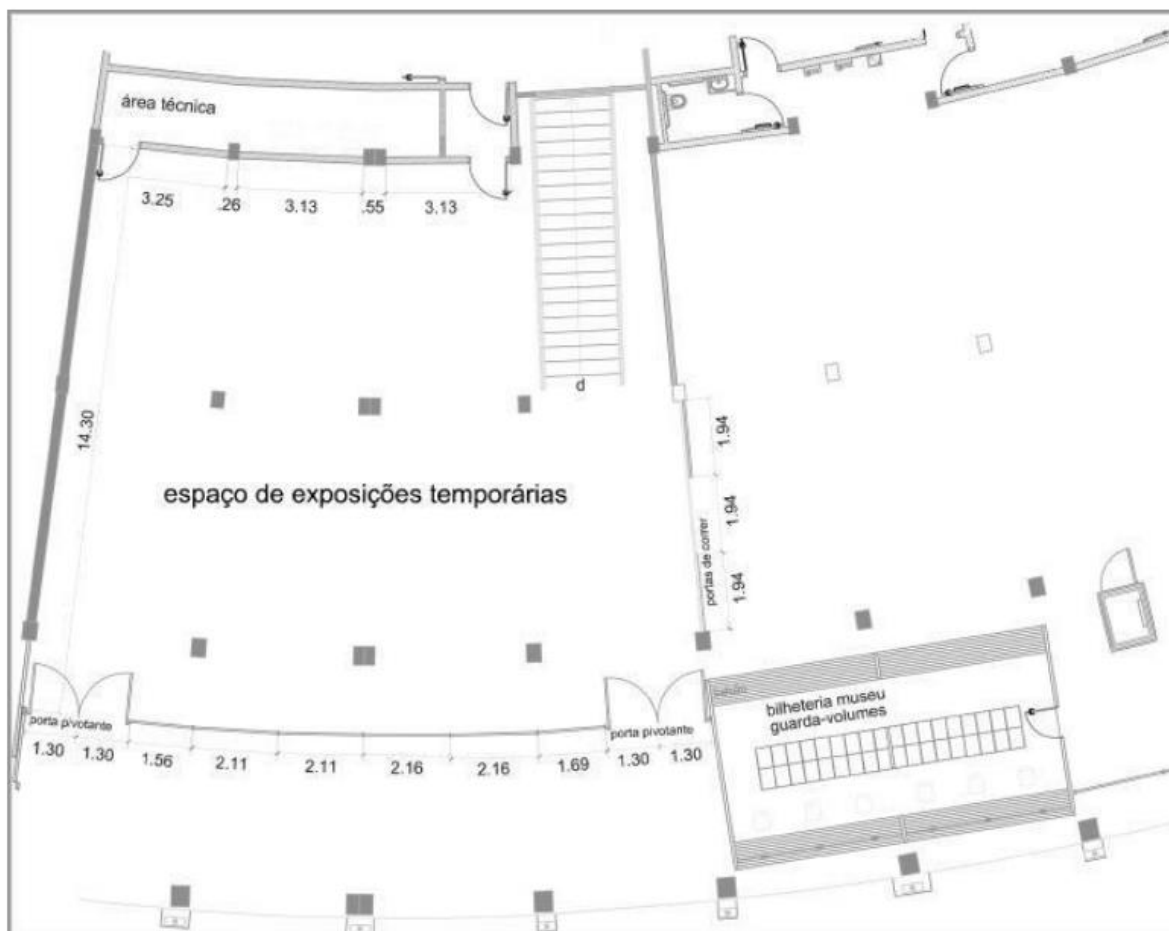 área técnica
3.25 .26 3.13 .55 3.13
d
14.30
1.94
espaço de exposições temporárias
1.94
portas de correr
1.94
bilheteria museu
guarda-volumes
porta pivotante
porta pivotante
1.30 1.30 1.56 2.11 2.11 2.16 2.16 1.69 1.30 1.30